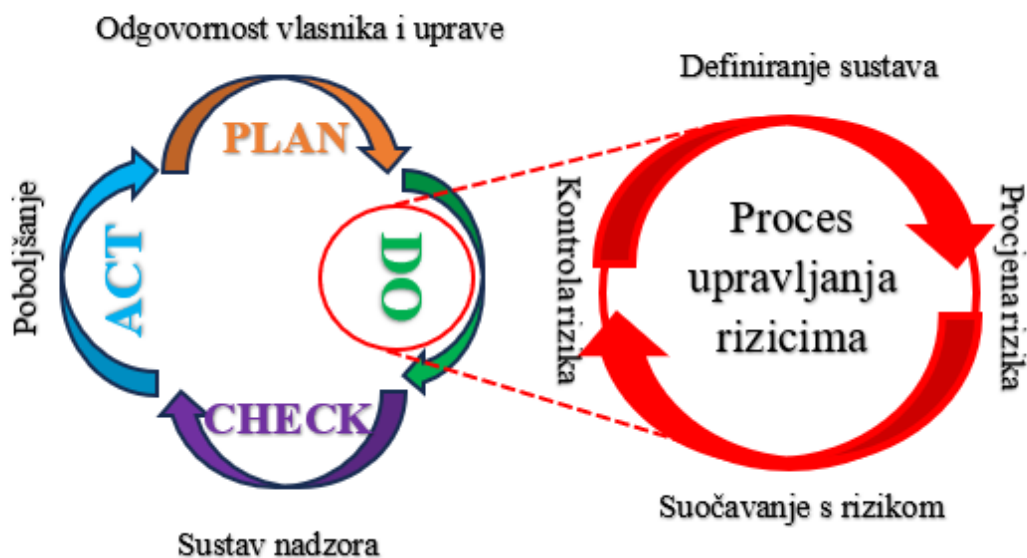 Odgovornost vlasnika i uprave
PLAN
DO
CHECK
ACT
Poboljšanje
Sustav nadzora
Definiranje sustava
Procjena rizika
Suočavanje s rizikom
Kontrola rizika
Proces
upravljanja
rizicima